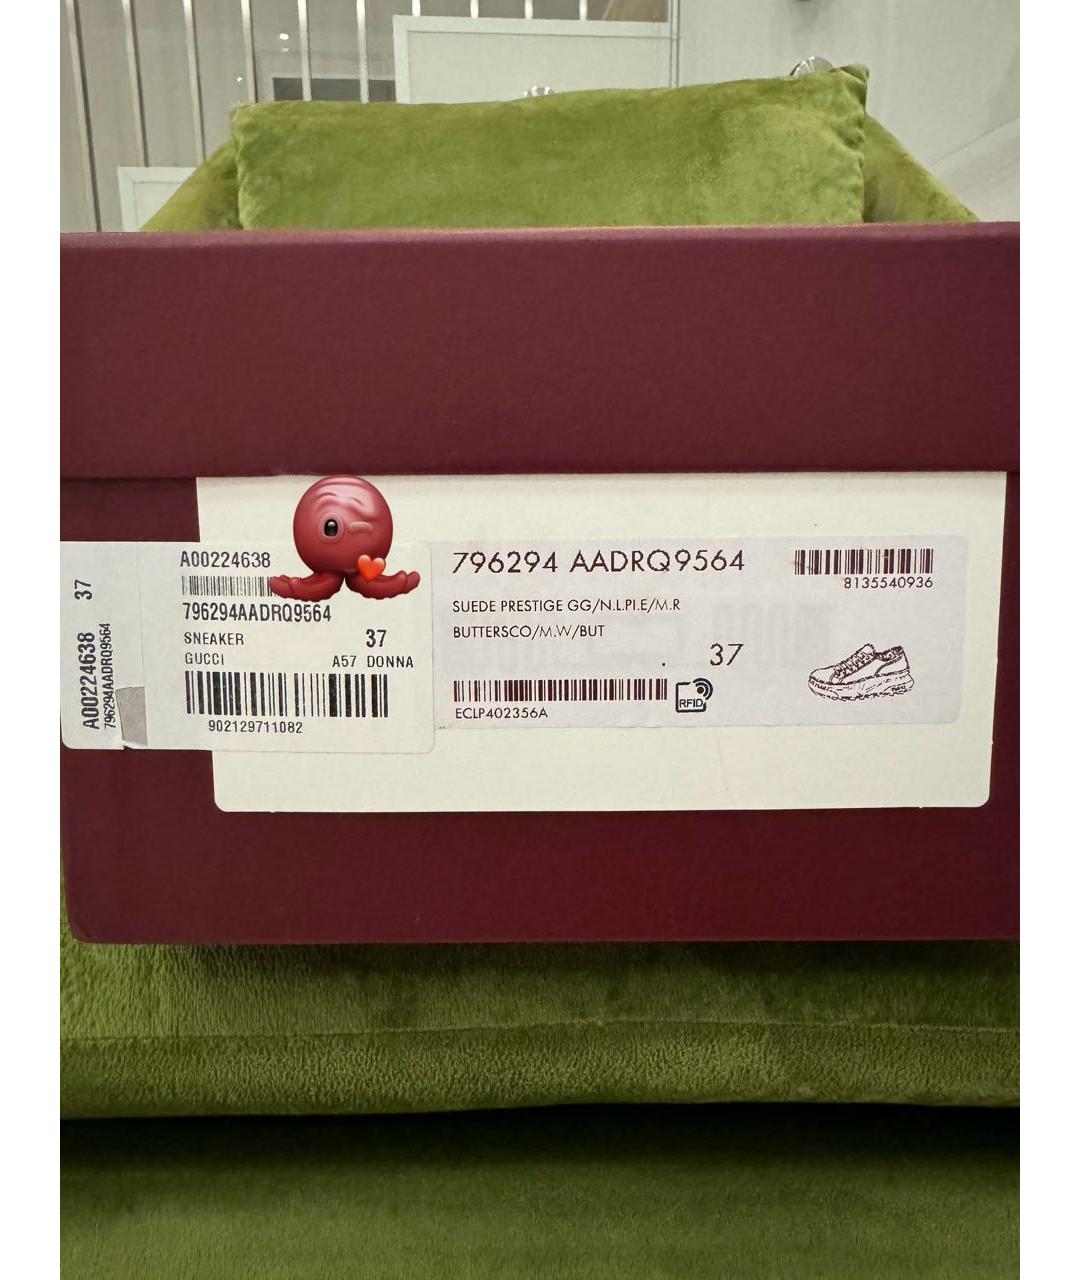 37
A00224638
796294AADRQ9564
A00224638
796294AADRQ9564
SNEAKER 37
GUCCI A57 DONNA
902129711082
796294 AADRQ9564
8135540936
SUEDE PRESTIGE GG/N.L.PI.E/M.R
BUTTERSCO/M.W/BUT
37
RFID
ECLP402356A